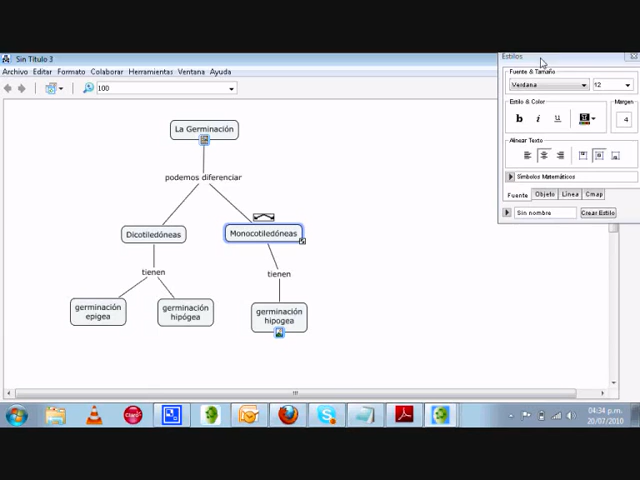 Sin Título 3
Estilos
Archivo Editar Formato Colaborar Herramientas Ventana Ayuda
Fuente & Tamaño
Verdana 12
100
Estilo & Color Margen
b i u 4
Alinear Texto
Símbolos Matemáticos
Fuente Objeto Línea Cmap
Sin nombre Crear Estilo
La Germinación
podemos diferenciar
Dicotiledóneas Monocotiledóneas
tienen tienen
germinación
epigea
germinación
hipógea
germinación
hipogea
Claro
04:34 p.m.
20/07/2010